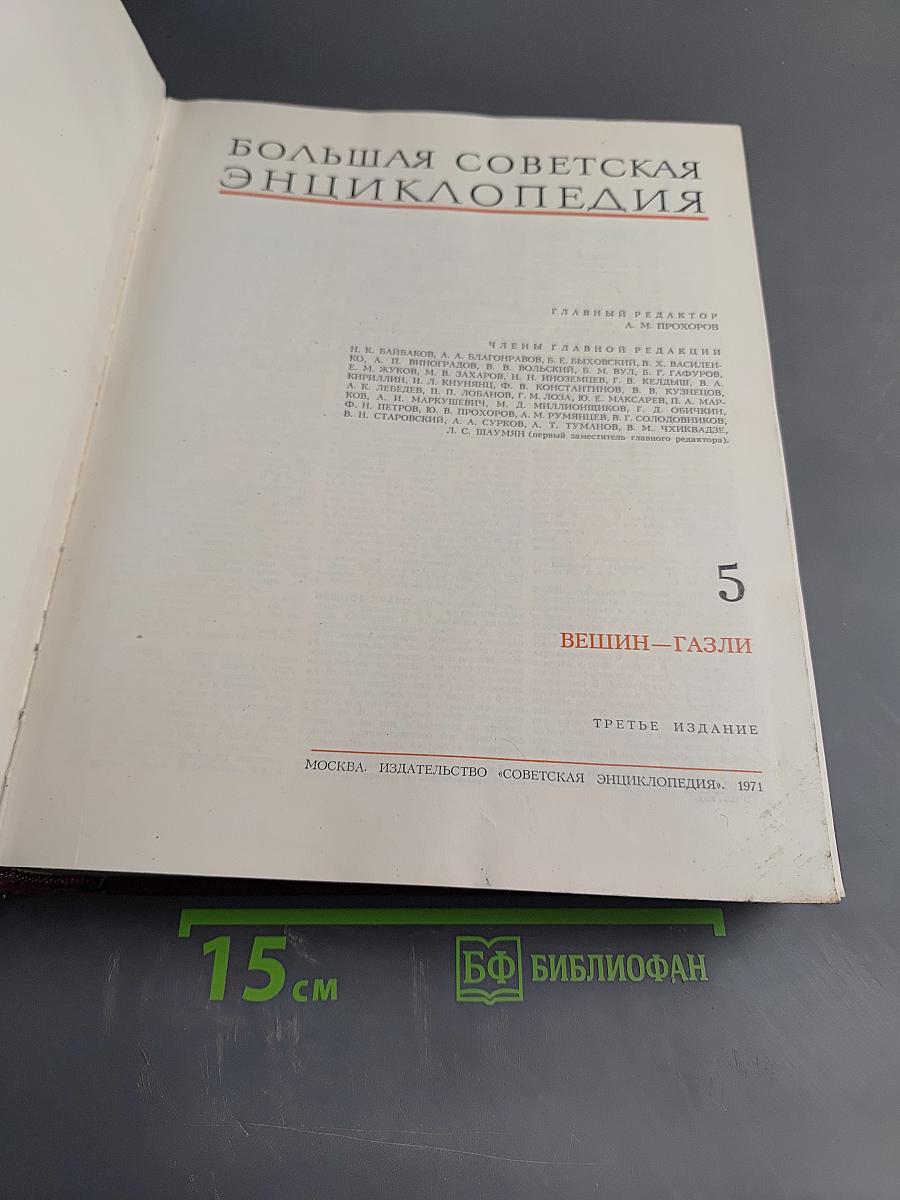 БОЛЬШАЯ СОВЕТСКАЯ
ЭНЦИКЛОПЕДИЯ
ГЛАВНЫЙ РЕДАКТОР
А. М. ПРОХОРОВ
ЧЛЕНЫ ГЛАВНОЙ РЕДАКЦИИ
Н. К. БАЙБАКОВ, А. А. БЛАГОНРАВОВ, Б. Е. БЫХОВСКИЙ, В. Х. ВАСИЛЕН-
КО, А. П. ВИНОГРАДОВ, В. В. ВОЛЬСКИЙ, Б. М. ВУЛ, Б. Г. ГАФУРОВ,
Е. М. ЖУКОВ, М. В. ЗАХАРОВ, Н. Н. ИНОЗЕМЦЕВ, Г. В. КЕЛДЫШ, В. А.
КИРИЛЛИН, И. Л. КНУНЯНЦ, Ф. В. КОНСТАНТИНОВ, В. В. КУЗНЕЦОВ,
А. К. ЛЕБЕДЕВ, П. П. ЛОБАНОВ, Г. М. ЛОЗА, Ю. Е. МАКСАРЕВ, П. А. МАР-
КОВ, А. И. МАРКУШЕВИЧ, М. Д. МИЛЛИОНЩИКОВ, Г. Д. ОБИЧКИН,
Ф. Н. ПЕТРОВ, Ю. В. ПРОХОРОВ, А. М. РУМЯНЦЕВ, В. Г. СОЛОДОВНИКОВ,
В. Н. СТАРОВСКИЙ, А. А. СУРКОВ, А. Т. ТУМАНОВ, В. М. ЧХИКВАДЗЕ,
Л. С. ШАУМЯН (первый заместитель главного редактора).
5
ВЕШИН—ГАЗЛИ
ТРЕТЬЕ ИЗДАНИЕ
МОСКВА. ИЗДАТЕЛЬСТВО «СОВЕТСКАЯ ЭНЦИКЛОПЕДИЯ». 1971
15 см
БФ БИБЛИОФАН